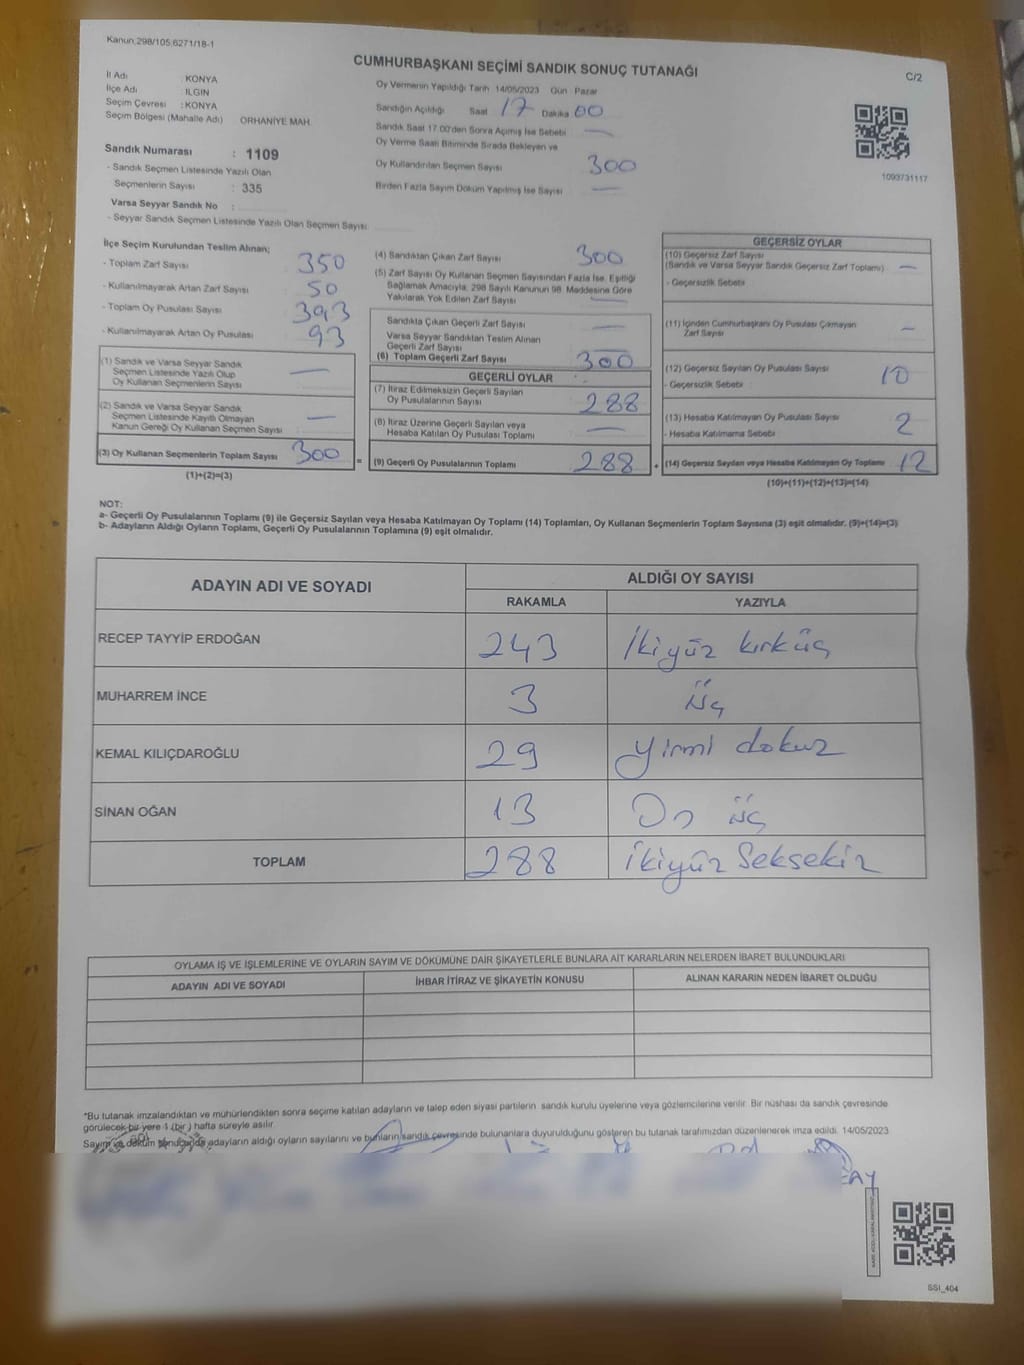 Kanun:298/105;6271/18-1
CUMHURBAŞKANI SEÇİMİ SANDIK SONUÇ TUTANAĞI
C/2
İl Adı : KONYA
İlçe Adı : ILGIN
Seçim Çevresi : KONYA
Seçim Bölgesi (Mahalle Adı) ORHANİYE MAH
Sandık Numarası : 1109
- Sandık Seçmen Listesinde Yazılı Olan
Seçmenlerin Sayısı : 335
Varsa Seyyar Sandık No :
- Seyyar Sandık Seçmen Listesinde Yazılı Olan Seçmen Sayısı:
Oy Vermenin Yapıldığı Tarih 14/05/2023 Gün : Pazar
Sandığın Açıldığı Saat 17 Dakika 00
Sandık Saat 17.00'den Sonra Açılmış İse Sebebi —
Oy Verme Saati Bitiminde Sırada Bekleyen ve
Oy Kullandırılan Seçmen Sayısı 300
Birden Fazla Sayım Döküm Yapılmış İse Sayısı —
1093731117
İlçe Seçim Kurulundan Teslim Alınan;
- Toplam Zarf Sayısı 350
- Kullanılmayarak Artan Zarf Sayısı 50
- Toplam Oy Pusulası Sayısı 393
- Kullanılmayarak Artan Oy Pusulası 93
(1) Sandık ve Varsa Seyyar Sandık
Seçmen Listesinde Yazılı Olup
Oy Kullanan Seçmenlerin Sayısı —
(2) Sandık ve Varsa Seyyar Sandık
Seçmen Listesinde Kayıtlı Olmayan
Kanun Gereği Oy Kullanan Seçmen Sayısı —
(3) Oy Kullanan Seçmenlerin Toplam Sayısı 300
(1)+(2)=(3)
(4) Sandıktan Çıkan Zarf Sayısı 300
(5) Zarf Sayısı Oy Kullanan Seçmen Sayısından Fazla İse, Eşitliği
Sağlamak Amacıyla, 298 Sayılı Kanunun 98. Maddesine Göre
Yakılarak Yok Edilen Zarf Sayısı —
Sandıkta Çıkan Geçerli Zarf Sayısı —
Varsa Seyyar Sandıktan Teslim Alınan
Geçerli Zarf Sayısı —
(6) Toplam Geçerli Zarf Sayısı 300
GEÇERLİ OYLAR
(7) İtiraz Edilmeksizin Geçerli Sayılan
Oy Pusulalarının Sayısı 288
(8) İtiraz Üzerine Geçerli Sayılan veya
Hesaba Katılan Oy Pusulası Toplamı —
(9) Geçerli Oy Pusulalarının Toplamı 288
GEÇERSİZ OYLAR
(10) Geçersiz Zarf Sayısı
(Sandık ve Varsa Seyyar Sandık Geçersiz Zarf Toplamı) —
- Geçersizlik Sebebi
(11) İçinden Cumhurbaşkanı Oy Pusulası Çıkmayan
Zarf Sayısı —
(12) Geçersiz Sayılan Oy Pusulası Sayısı 10
- Geçersizlik Sebebi :
(13) Hesaba Katılmayan Oy Pusulası Sayısı 2
- Hesaba Katılmama Sebebi
(14) Geçersiz Sayılan veya Hesaba Katılmayan Oy Toplamı 12
(10)+(11)+(12)+(13)=(14)
NOT:
a- Geçerli Oy Pusulalarının Toplamı (9) ile Geçersiz Sayılan veya Hesaba Katılmayan Oy Toplamı (14) Toplamları, Oy Kullanan Seçmenlerin Toplam Sayısına (3) eşit olmalıdır. (9)+(14)=(3)
b- Adayların Aldığı Oyların Toplamı, Geçerli Oy Pusulalarının Toplamına (9) eşit olmalıdır.
ADAYIN ADI VE SOYADI
ALDIĞI OY SAYISI
RAKAMLA YAZIYLA
RECEP TAYYİP ERDOĞAN 243 İkiyüz kırküç
MUHARREM İNCE 3 üç
KEMAL KILIÇDAROĞLU 29 yirmi dokuz
SİNAN OĞAN 13 On üç
TOPLAM 288 ikiyüz Seksekiz
OYLAMA İŞ VE İŞLEMLERİNE VE OYLARIN SAYIM VE DÖKÜMÜNE DAİR ŞİKAYETLERLE BUNLARA AİT KARARLARIN NELERDEN İBARET BULUNDUKLARI
ADAYIN ADI VE SOYADI İHBAR İTİRAZ VE ŞİKAYETİN KONUSU ALINAN KARARIN NEDEN İBARET OLDUĞU
*Bu tutanak imzalandıktan ve mühürlendikten sonra seçime katılan adayların ve talep eden siyasi partilerin sandık kurulu üyelerine veya gözlemcilerine verilir. Bir nüshası da sandık çevresinde
görülecek bir yere 1 (bir) hafta süreyle asılır.
Sayım ve döküm sonucunda adayların aldığı oyların sayılarını ve bunların sandık çevresinde bulunanlara duyurulduğunu gösteren bu tutanak tarafımızdan düzenlenerek imza edildi. 14/05/2023
SSI_404